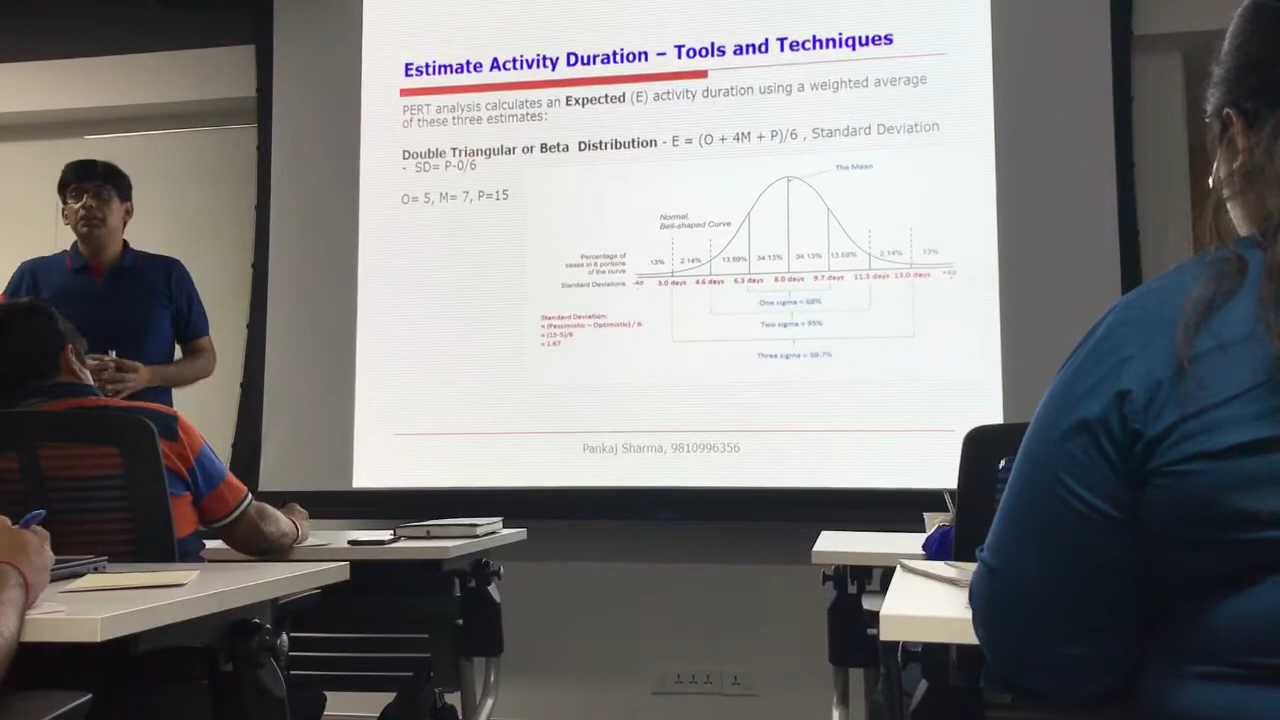 Estimate Activity Duration – Tools and Techniques
PERT analysis calculates an Expected (E) activity duration using a weighted average
of these three estimates:
Double Triangular or Beta Distribution - E = (O + 4M + P)/6 , Standard Deviation
- SD= P-0/6
O= 5, M= 7, P=15
The Mean
Normal,
Bell-shaped Curve
Percentage of
cases in 8 portions
of the curve
.13% 2.14% 13.59% 34.13% 34.13% 13.59% 2.14% .13%
Standard Deviations -4σ 3.0 days 4.6 days 6.3 days 8.0 days 9.7 days 11.3 days 13.0 days +4σ
One sigma = 68%
Two sigma = 95%
Three sigma = 99.7%
Standard Deviation:
= (Pessimistic – Optimistic) / 6.
= (15-5)/6
= 1.67
Pankaj Sharma, 9810996356